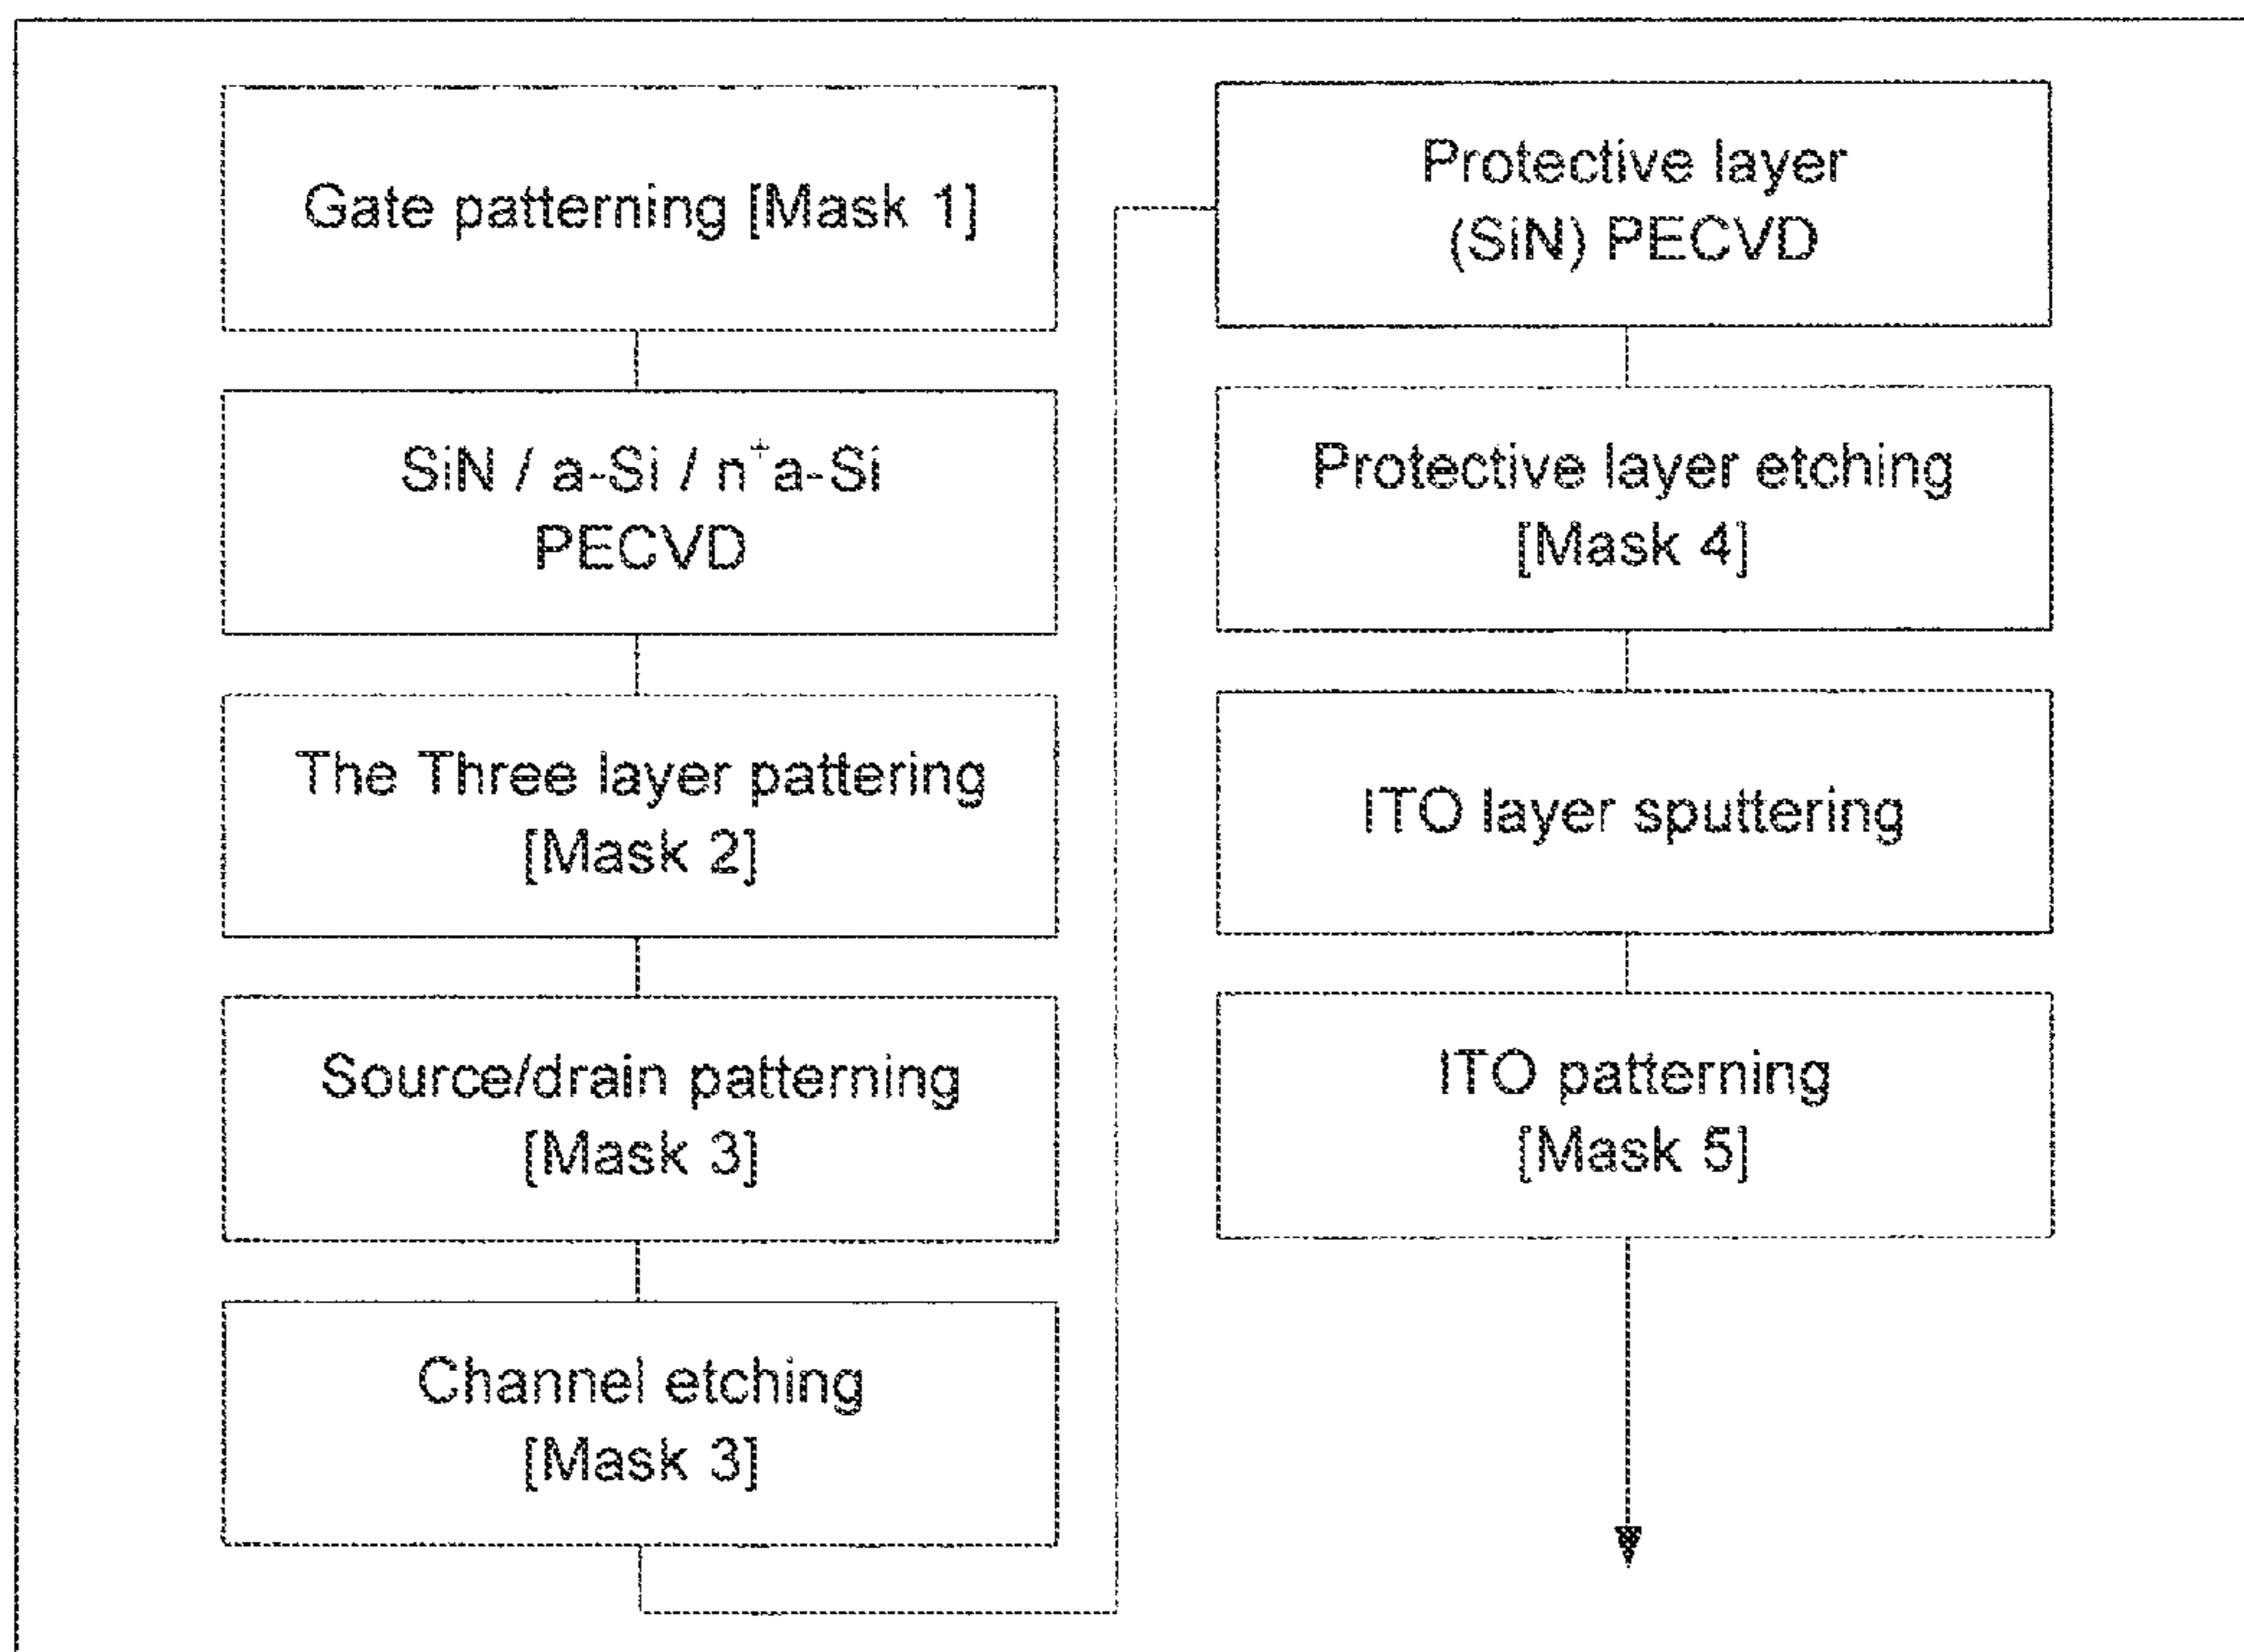 Gate patterning [Mask 1]
SiN / a-Si / n⁺a-Si
PECVD
The Three layer pattering
[Mask 2]
Source/drain patterning
[Mask 3]
Channel etching
[Mask 3]
Protective layer
(SiN) PECVD
Protective layer etching
[Mask 4]
ITO layer sputtering
ITO patterning
[Mask 5]